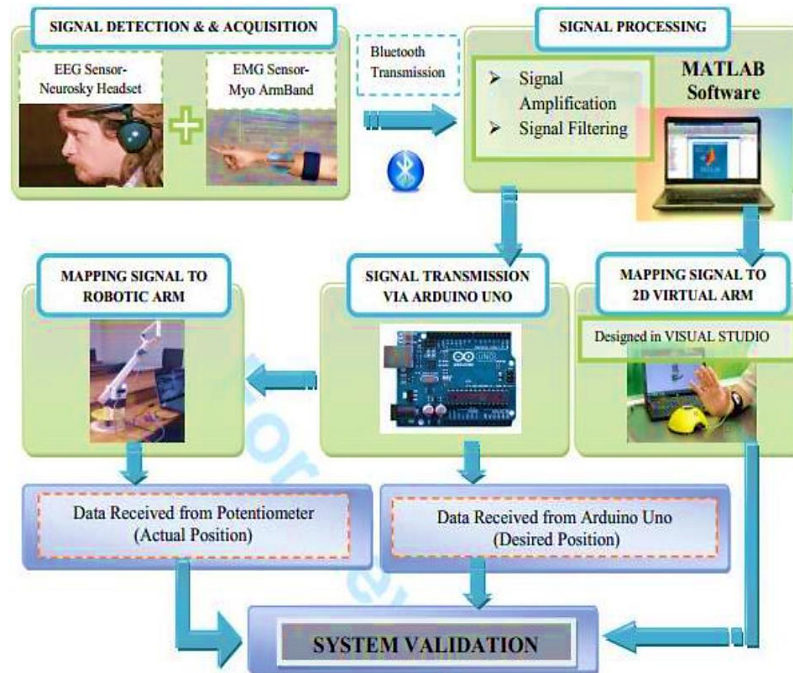 SIGNAL DETECTION & & ACQUISITION
EEG Sensor-
Neurosky Headset
EMG Sensor-
Myo ArmBand
Bluetooth
Transmission
SIGNAL PROCESSING
➢ Signal
Amplification
➢ Signal Filtering
MATLAB
Software
MAPPING SIGNAL TO
ROBOTIC ARM
SIGNAL TRANSMISSION
VIA ARDUINO UNO
MAPPING SIGNAL TO
2D VIRTUAL ARM
Designed in VISUAL STUDIO
UNO
ARDUINO
Data Received from Potentiometer
(Actual Position)
Data Received from Arduino Uno
(Desired Position)
SYSTEM VALIDATION